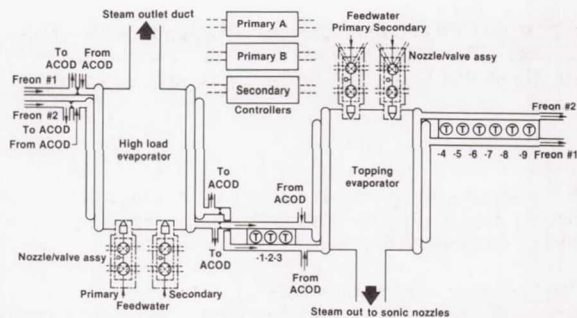 Steam outlet duct
Primary A
Primary B
Secondary
Controllers
Feedwater
Primary Secondary
Nozzle/valve assy
To
ACOD
From
ACOD
Freon #1
Freon #2
To ACOD
From ACOD
High load
evaporator
Nozzle/valve assy
Primary
Secondary
Feedwater
To
ACOD
To
ACOD
From
ACOD
T T T
-1-2-3
From
ACOD
Topping
evaporator
Freon #2
T T T T T T
-4 -5 -6 -7 -8 -9
Freon #1
Steam out to sonic nozzles